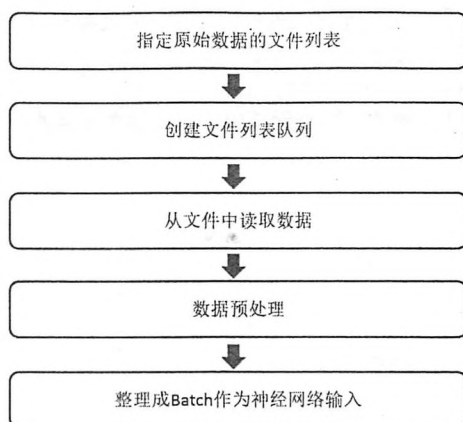 指定原始数据的文件列表
创建文件列表队列
从文件中读取数据
数据预处理
整理成Batch作为神经网络输入